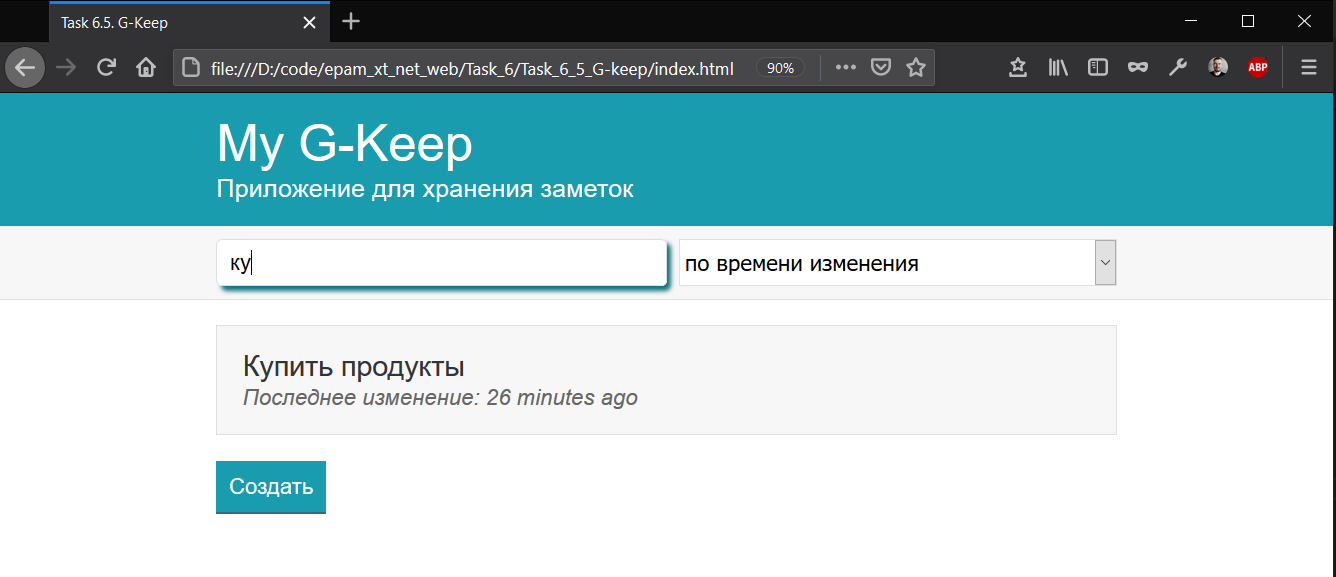 Task 6.5. G-Keep
file:///D:/code/epam_xt_net_web/Task_6/Task_6_5_G-keep/index.html
90%
ABP
My G-Keep
Приложение для хранения заметок
ку
по времени изменения
Купить продукты
Последнее изменение: 26 minutes ago
Создать